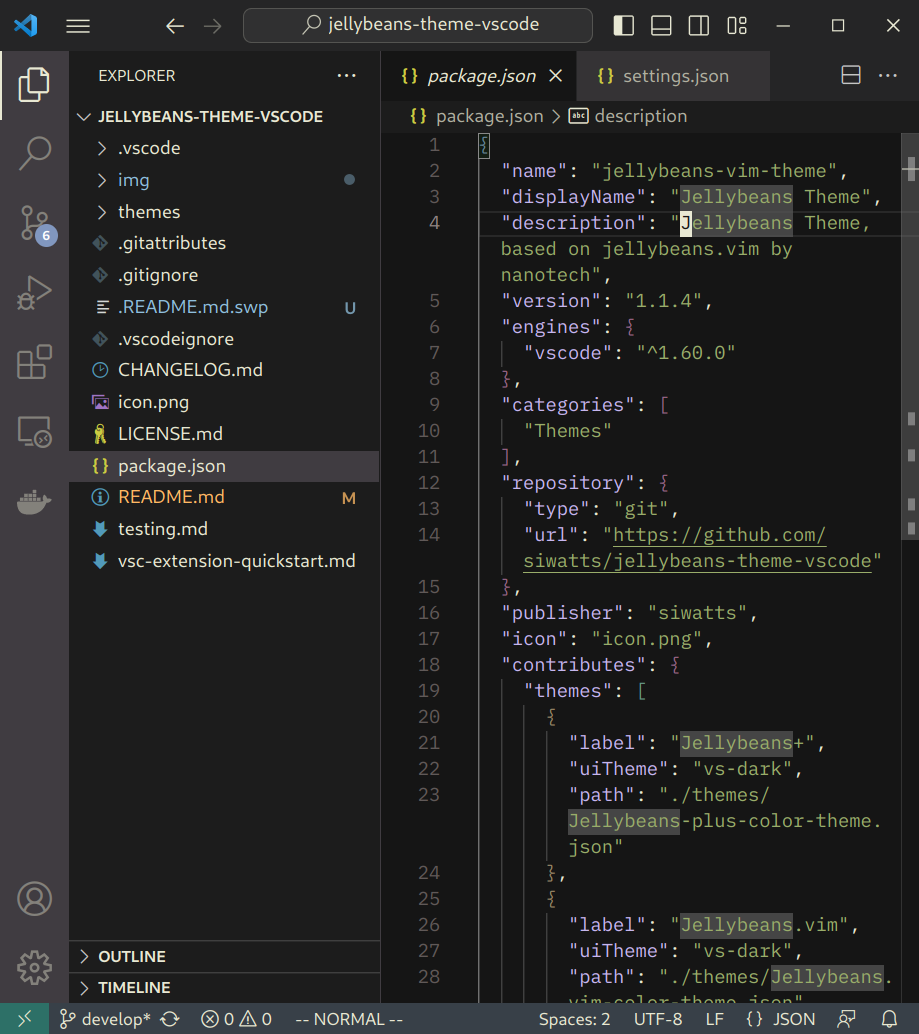 jellybeans-theme-vscode
EXPLORER
JELLYBEANS-THEME-VSCODE
.vscode
img
themes
.gitattributes
.gitignore
.README.md.swp U
.vscodeignore
CHANGELOG.md
icon.png
LICENSE.md
package.json
README.md M
testing.md
vsc-extension-quickstart.md
OUTLINE
TIMELINE
6
{} package.json {} settings.json
{} package.json > abc description
1 {
2 "name": "jellybeans-vim-theme",
3 "displayName": "Jellybeans Theme",
4 "description": "Jellybeans Theme,
based on jellybeans.vim by
nanotech",
5 "version": "1.1.4",
6 "engines": {
7 "vscode": "^1.60.0"
8 },
9 "categories": [
10 "Themes"
11 ],
12 "repository": {
13 "type": "git",
14 "url": "https://github.com/
siwatts/jellybeans-theme-vscode"
15 },
16 "publisher": "siwatts",
17 "icon": "icon.png",
18 "contributes": {
19 "themes": [
20 {
21 "label": "Jellybeans+",
22 "uiTheme": "vs-dark",
23 "path": "./themes/
Jellybeans-plus-color-theme.
json"
24 },
25 {
26 "label": "Jellybeans.vim",
27 "uiTheme": "vs-dark",
28 "path": "./themes/Jellybeans.
vim-color-theme.json"
develop* 0 0 -- NORMAL -- Spaces: 2 UTF-8 LF {} JSON